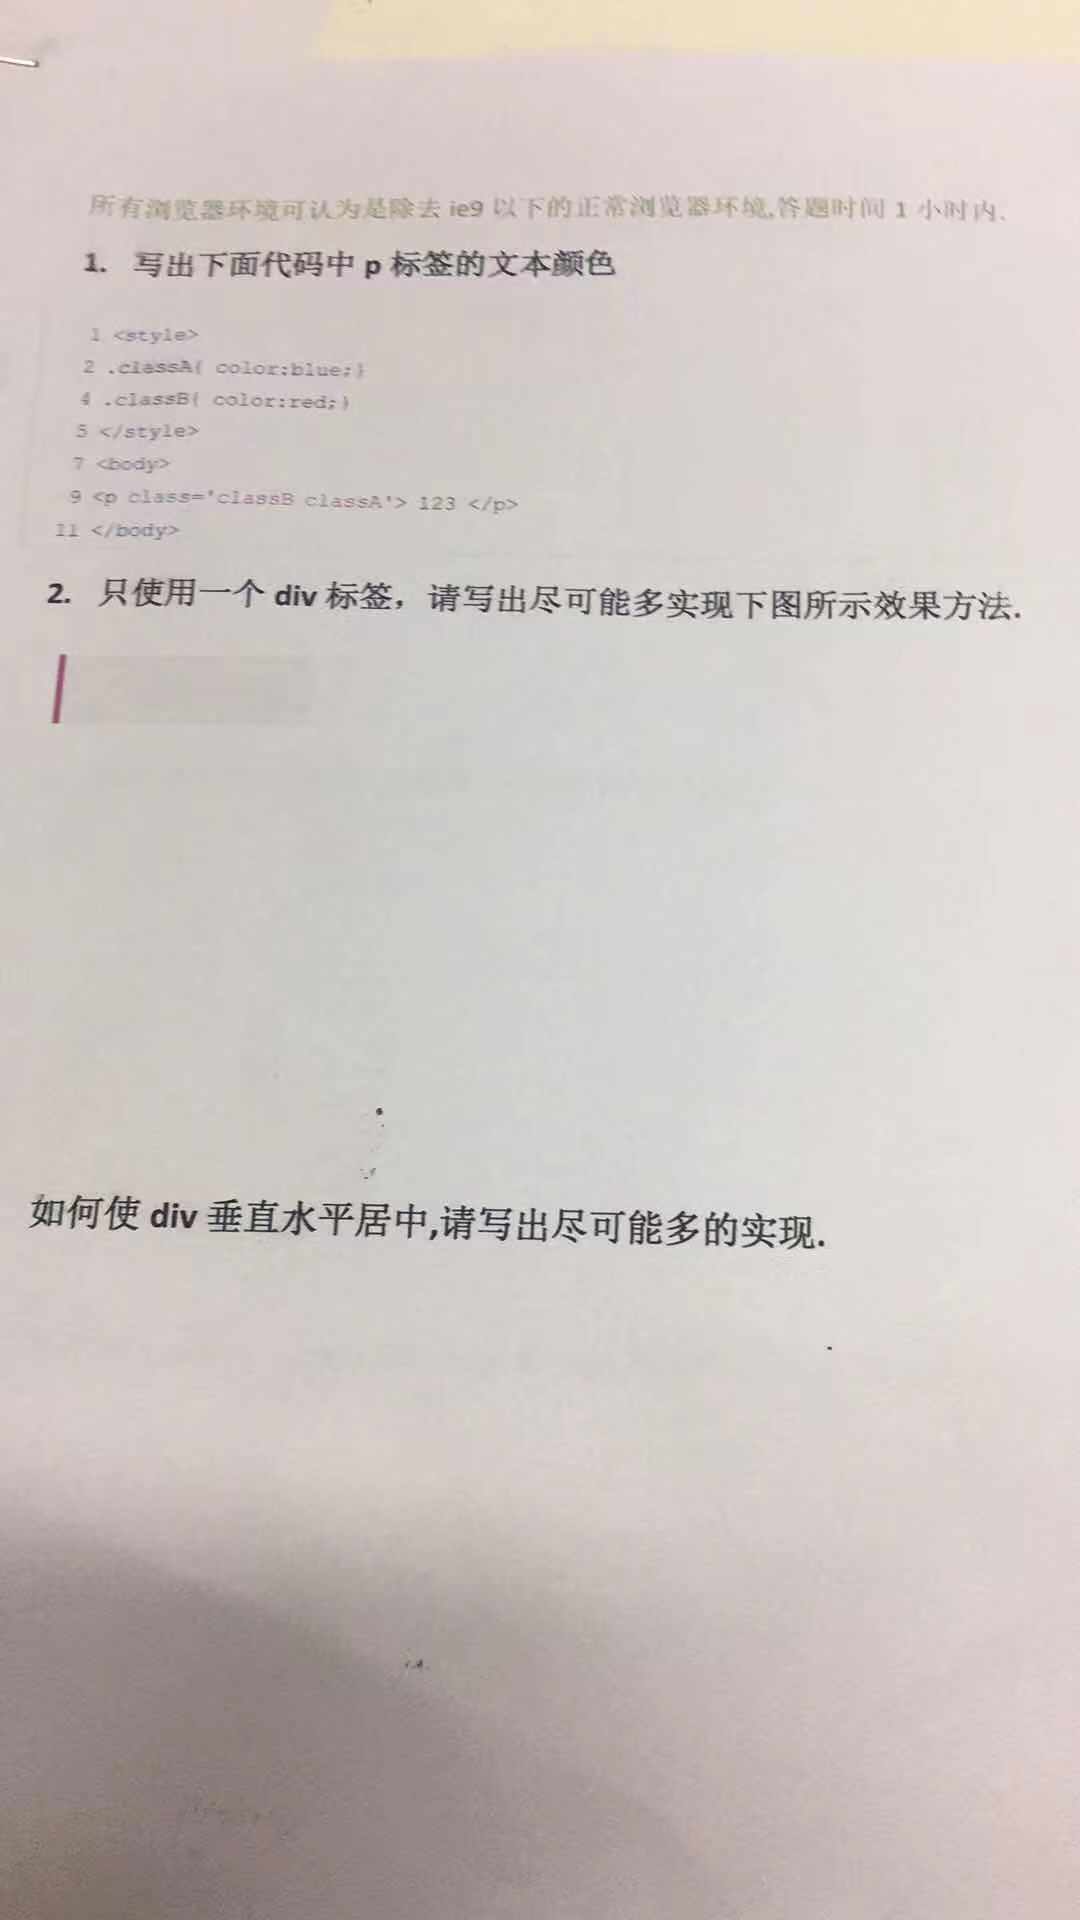 所有浏览器环境可认为是除去 ie9 以下的正常浏览器环境,答题时间 1 小时内.
1. 写出下面代码中 p 标签的文本颜色
1 <style>
2 .classA{ color:blue;}
4 .classB{ color:red;}
5 </style>
7 <body>
9 <p class='classB classA'> 123 </p>
11 </body>
2. 只使用一个 div 标签，请写出尽可能多实现下图所示效果方法.
如何使 div 垂直水平居中,请写出尽可能多的实现.